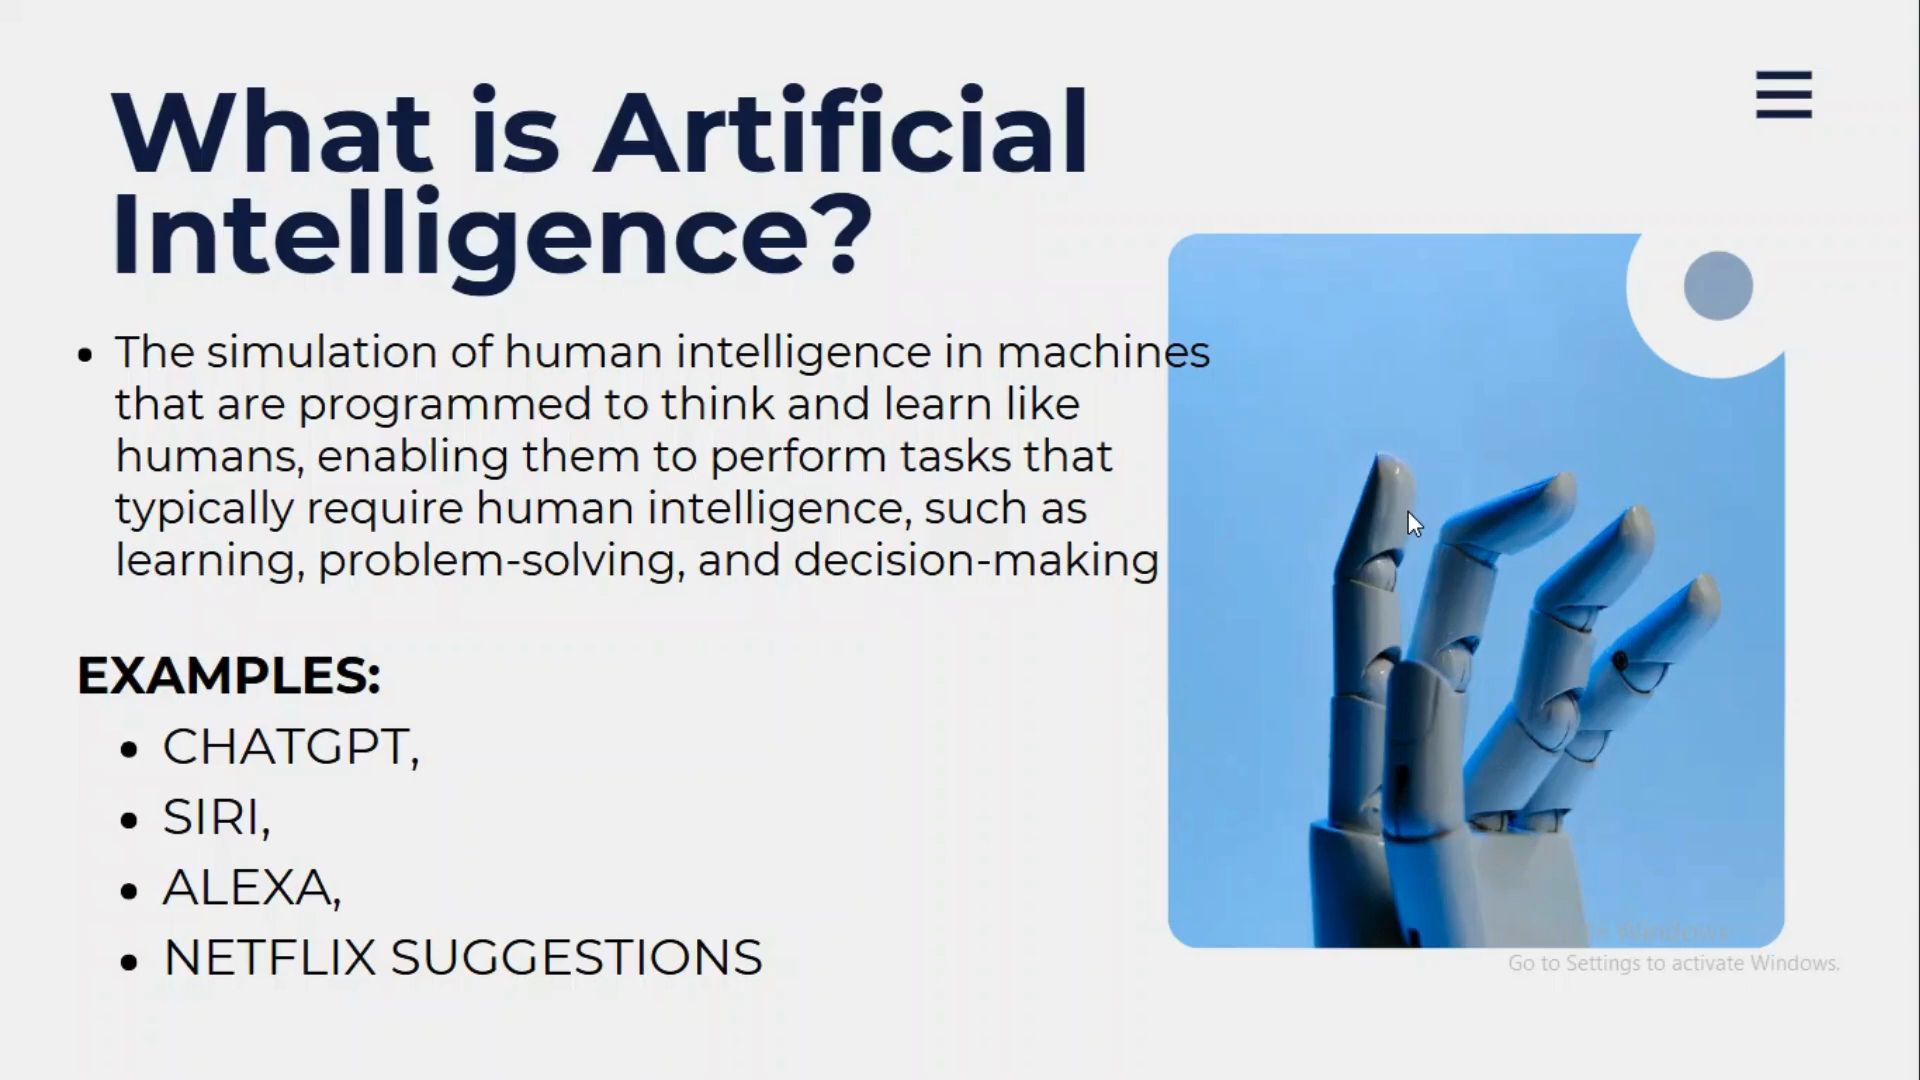 What is Artificial
Intelligence?
• The simulation of human intelligence in machines
that are programmed to think and learn like
humans, enabling them to perform tasks that
typically require human intelligence, such as
learning, problem-solving, and decision-making
EXAMPLES:
• CHATGPT,
• SIRI,
• ALEXA,
• NETFLIX SUGGESTIONS
Windows
Go to Settings to activate Windows.